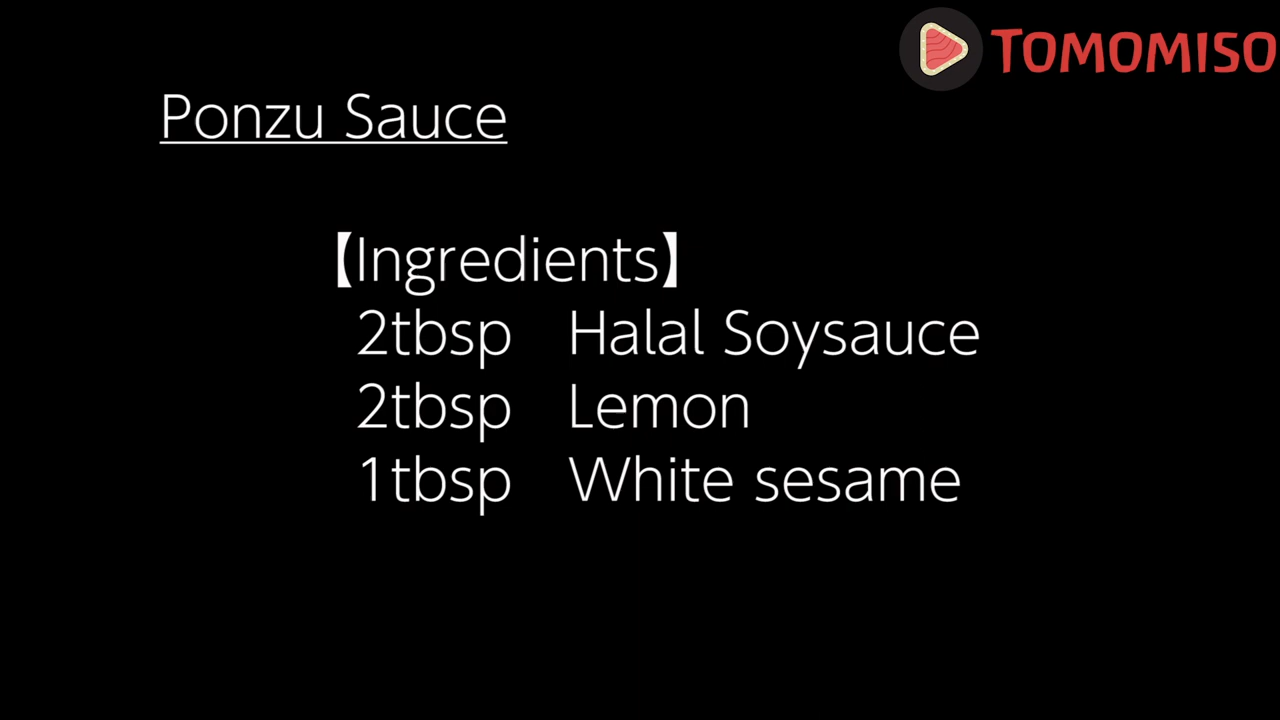 TOMOMISO
Ponzu Sauce
【Ingredients】
2tbsp Halal Soysauce
2tbsp Lemon
1tbsp White sesame